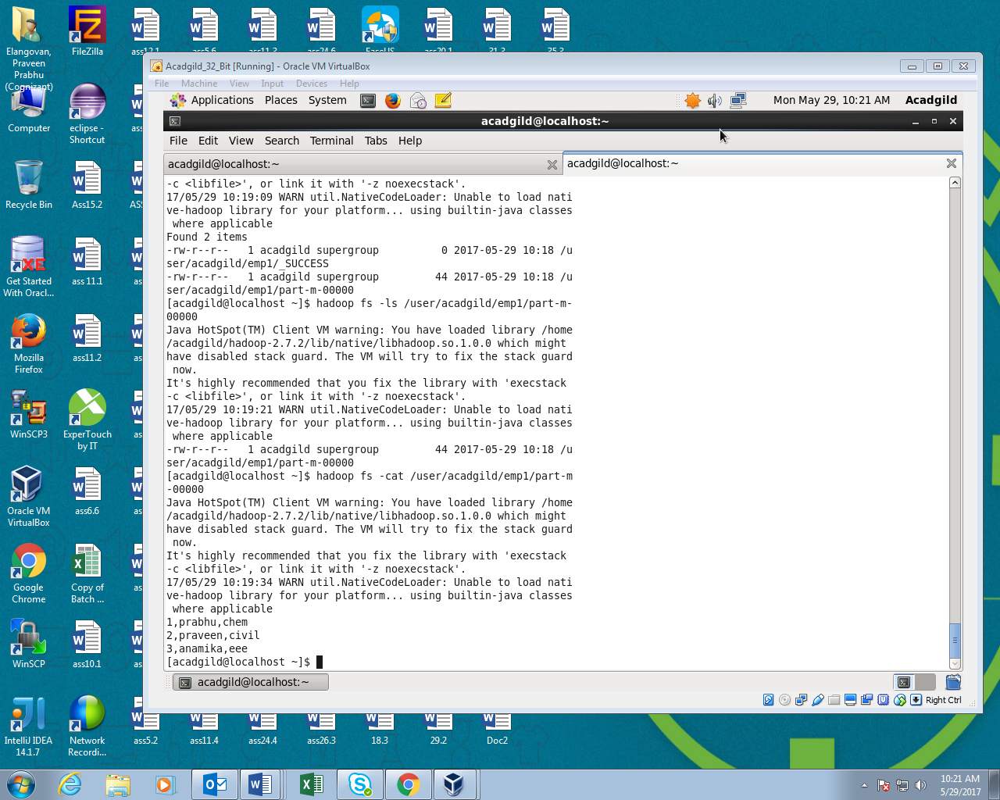 Elangovan,
Praveen
Prabhu
(Cognizant)
FileZilla
ass12.1
ass5.6
ass11.3
ass24.6
EaseUS
ass20.1
31.3
35.3
Acadgild_32_Bit [Running] - Oracle VM VirtualBox
File Machine View Input Devices Help
Applications Places System
Mon May 29, 10:21 AM Acadgild
acadgild@localhost:~
File Edit View Search Terminal Tabs Help
acadgild@localhost:~
acadgild@localhost:~
-c <libfile>', or link it with '-z noexecstack'.
17/05/29 10:19:09 WARN util.NativeCodeLoader: Unable to load nati
ve-hadoop library for your platform... using builtin-java classes
 where applicable
Found 2 items
-rw-r--r--   1 acadgild supergroup          0 2017-05-29 10:18 /u
ser/acadgild/emp1/_SUCCESS
-rw-r--r--   1 acadgild supergroup         44 2017-05-29 10:18 /u
ser/acadgild/emp1/part-m-00000
[acadgild@localhost ~]$ hadoop fs -ls /user/acadgild/emp1/part-m-
00000
Java HotSpot(TM) Client VM warning: You have loaded library /home
/acadgild/hadoop-2.7.2/lib/native/libhadoop.so.1.0.0 which might
have disabled stack guard. The VM will try to fix the stack guard
 now.
It's highly recommended that you fix the library with 'execstack
-c <libfile>', or link it with '-z noexecstack'.
17/05/29 10:19:21 WARN util.NativeCodeLoader: Unable to load nati
ve-hadoop library for your platform... using builtin-java classes
 where applicable
-rw-r--r--   1 acadgild supergroup         44 2017-05-29 10:18 /u
ser/acadgild/emp1/part-m-00000
[acadgild@localhost ~]$ hadoop fs -cat /user/acadgild/emp1/part-m
-00000
Java HotSpot(TM) Client VM warning: You have loaded library /home
/acadgild/hadoop-2.7.2/lib/native/libhadoop.so.1.0.0 which might
have disabled stack guard. The VM will try to fix the stack guard
 now.
It's highly recommended that you fix the library with 'execstack
-c <libfile>', or link it with '-z noexecstack'.
17/05/29 10:19:34 WARN util.NativeCodeLoader: Unable to load nati
ve-hadoop library for your platform... using builtin-java classes
 where applicable
1,prabhu,chem
2,praveen,civil
3,anamika,eee
[acadgild@localhost ~]$
acadgild@localhost:~
Right Ctrl
Computer
eclipse -
Shortcut
Recycle Bin
Ass15.2
Get Started
With Oracl...
XE
ass 11.1
Mozilla
Firefox
ass11.2
WinSCP3
ExperTouch
by IT
Oracle VM
VirtualBox
ass6.6
Google
Chrome
Copy of
Batch ...
WinSCP
ass10.1
IntelliJ IDEA
14.1.7
Network
Recordi...
ass5.2
ass11.4
ass24.4
ass26.3
18.3
29.2
Doc2
10:21 AM
5/29/2017